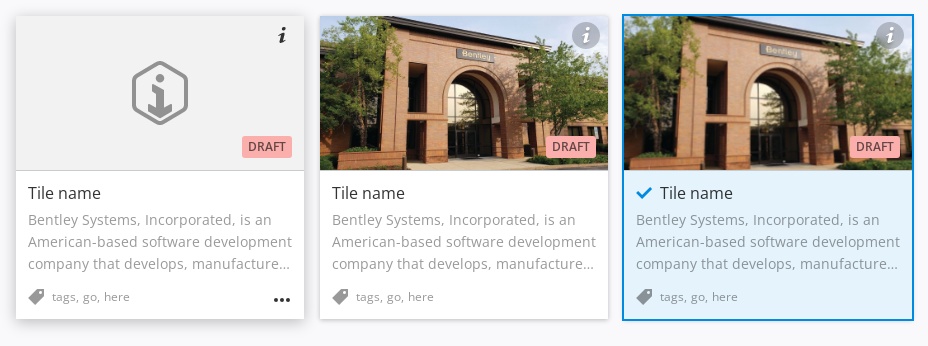 DRAFT
Tile name
Bentley Systems, Incorporated, is an
American-based software development
company that develops, manufacture...
tags, go, here
Bentley
DRAFT
Tile name
Bentley Systems, Incorporated, is an
American-based software development
company that develops, manufacture...
tags, go, here
Bentley
DRAFT
Tile name
Bentley Systems, Incorporated, is an
American-based software development
company that develops, manufacture...
tags, go, here